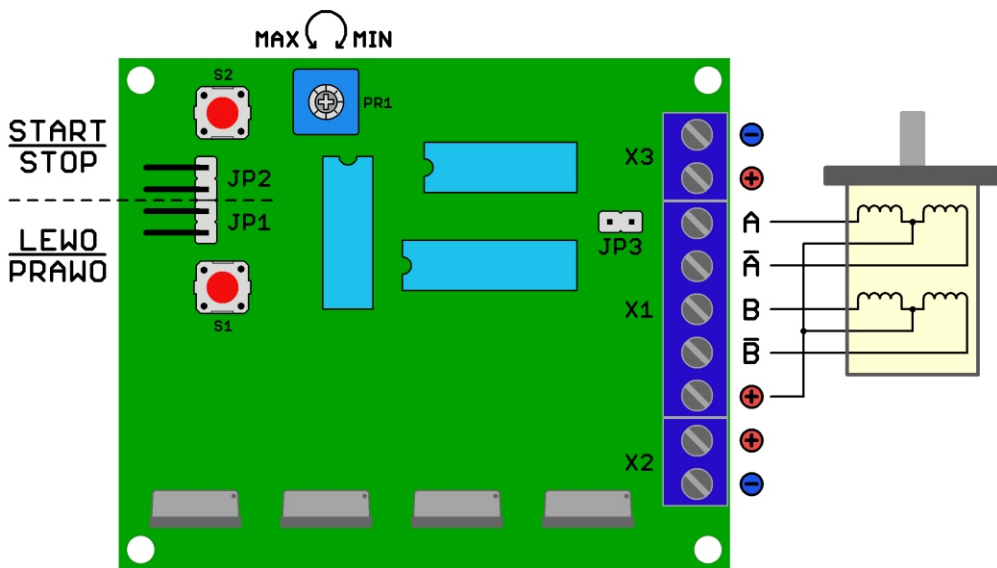 MAX MIN
S2
PR1
START
STOP
JP2
JP1
LEWO
PRAWO
S1
JP3
X3
-
+
A
A̅
X1
B
B̅
+
X2
+
-